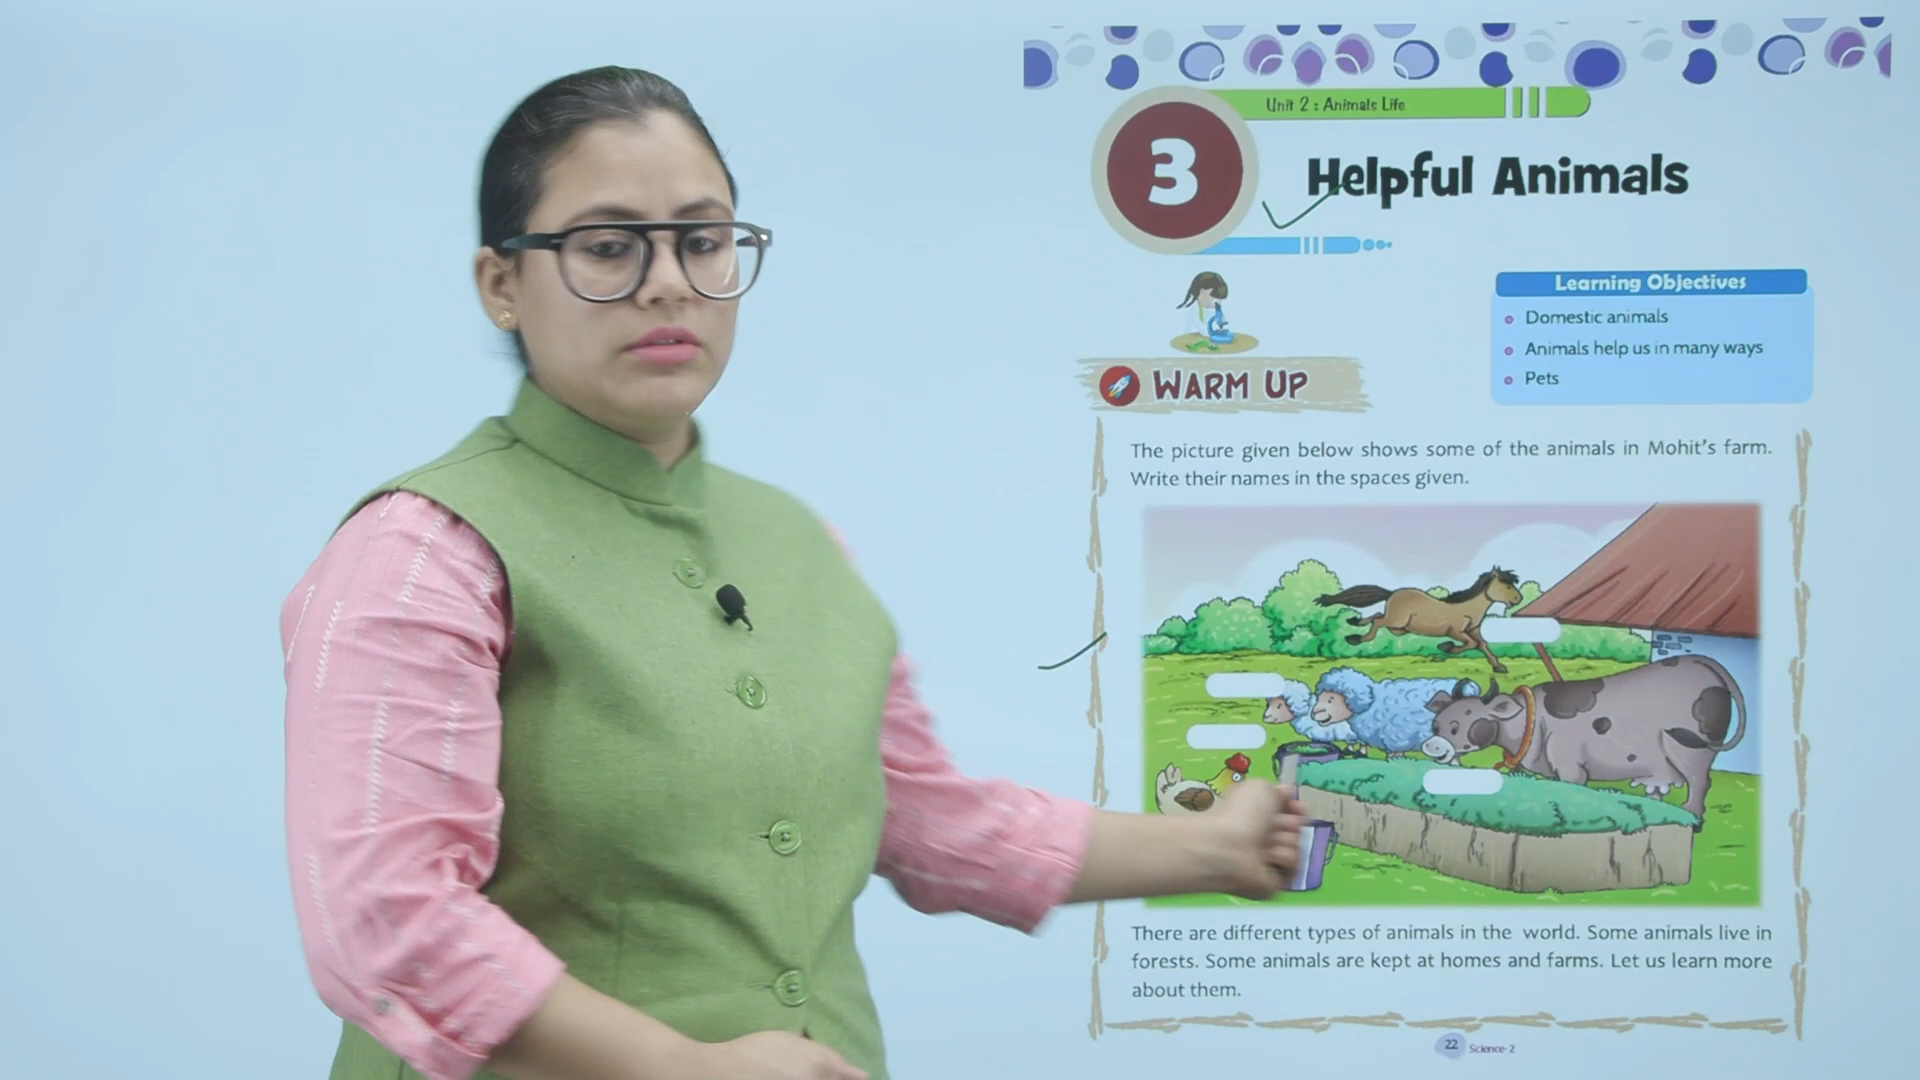 Unit 2 : Animals Life
3
Helpful Animals
Learning Objectives
Domestic animals
Animals help us in many ways
Pets
WARM UP
The picture given below shows some of the animals in Mohit's farm.
Write their names in the spaces given.
There are different types of animals in the world. Some animals live in
forests. Some animals are kept at homes and farms. Let us learn more
about them.
22 Science-2